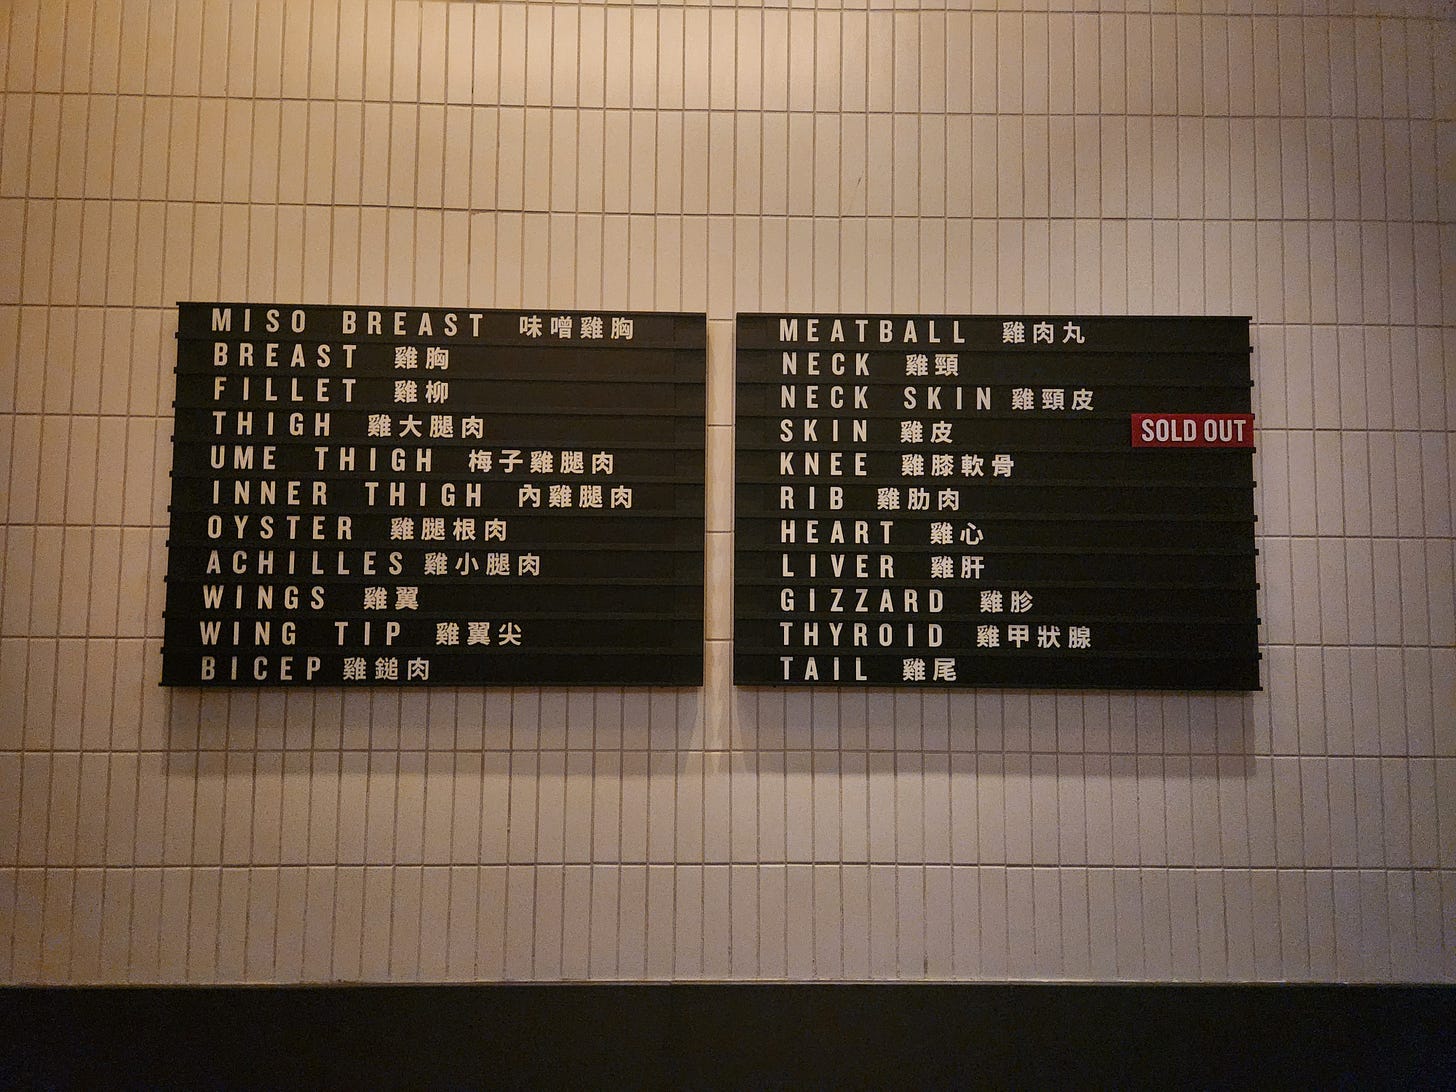 MISO BREAST 味噌雞胸
BREAST 雞胸
FILLET 雞柳
THIGH 雞大腿肉
UME THIGH 梅子雞腿肉
INNER THIGH 內雞腿肉
OYSTER 雞腿根肉
ACHILLES 雞小腿肉
WINGS 雞翼
WING TIP 雞翼尖
BICEP 雞鎚肉
MEATBALL 雞肉丸
NECK 雞頸
NECK SKIN 雞頸皮
SKIN 雞皮 SOLD OUT
KNEE 雞膝軟骨
RIB 雞肋肉
HEART 雞心
LIVER 雞肝
GIZZARD 雞胗
THYROID 雞甲狀腺
TAIL 雞尾